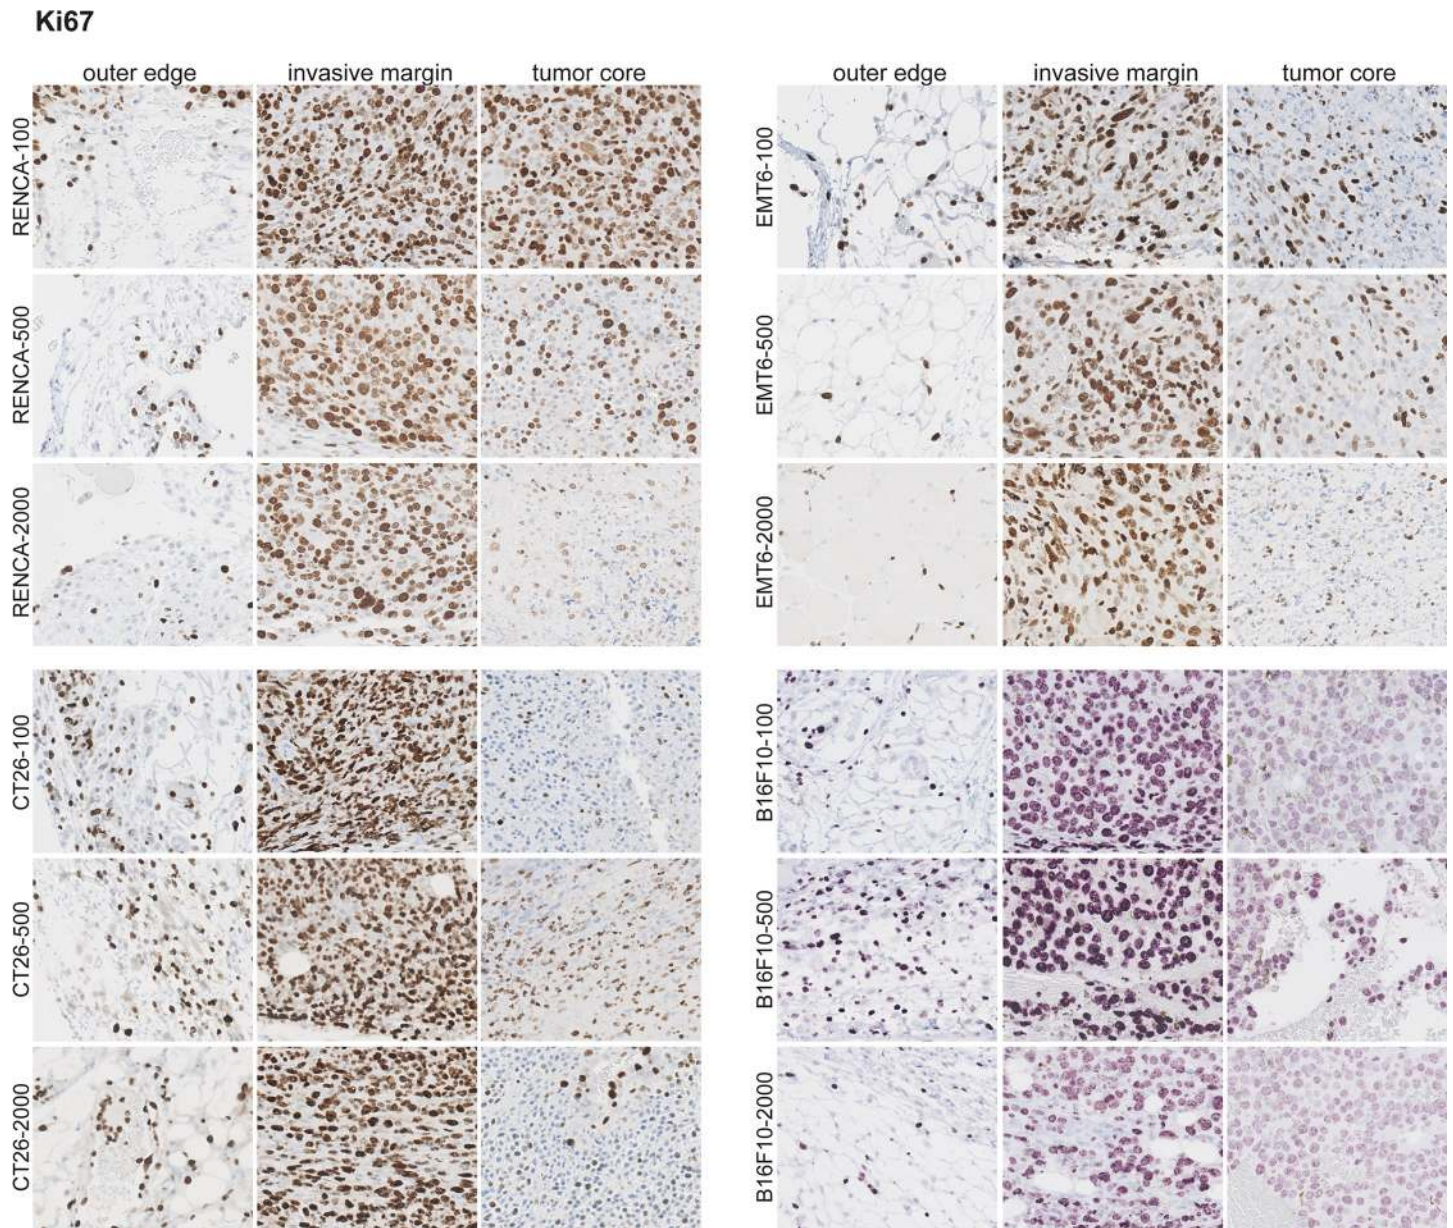 Ki67
outer edge invasive margin tumor core
outer edge invasive margin tumor core
RENCA-100
RENCA-500
RENCA-2000
EMT6-100
EMT6-500
EMT6-2000
CT26-100
CT26-500
CT26-2000
B16F10-100
B16F10-500
B16F10-2000